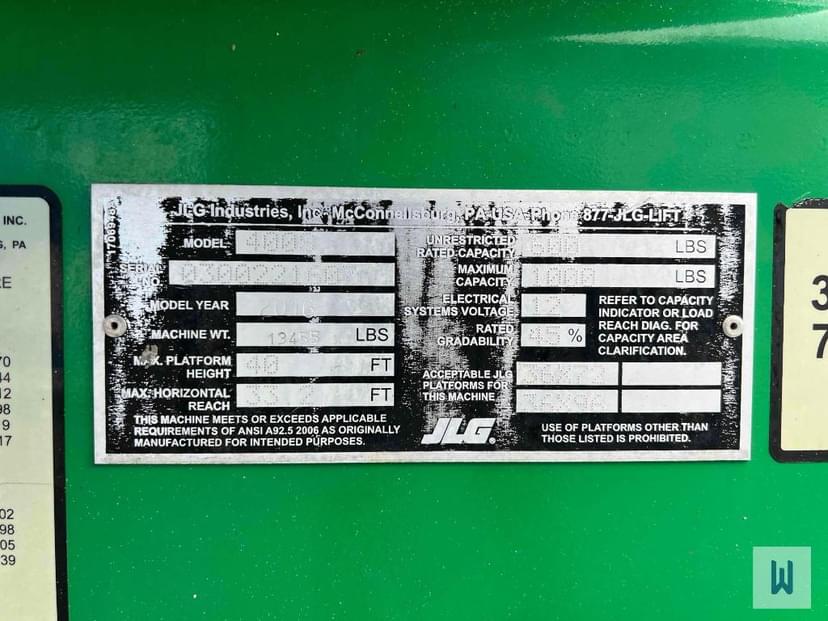 INC.
G, PA
RE
70
44
12
98
9
17
02
98
05
39
JLG Industries, Inc. McConnellsburg, PA-USA-Phone 877-JLG-LIFT
MODEL
SERIAL NO.
MODEL YEAR
MACHINE WT. LBS
MAX. PLATFORM HEIGHT 40 FT
MAX. HORIZONTAL REACH FT
THIS MACHINE MEETS OR EXCEEDS APPLICABLE
REQUIREMENTS OF ANSI A92.5 2006 AS ORIGINALLY
MANUFACTURED FOR INTENDED PURPOSES.
UNRESTRICTED RATED CAPACITY 600 LBS
MAXIMUM CAPACITY 1000 LBS
ELECTRICAL SYSTEMS VOLTAGE 12
RATED GRADABILITY 45 %
REFER TO CAPACITY
INDICATOR OR LOAD
REACH DIAG. FOR
CAPACITY AREA
CLARIFICATION.
ACCEPTABLE JLG
PLATFORMS FOR
THIS MACHINE
JLG
USE OF PLATFORMS OTHER THAN
THOSE LISTED IS PROHIBITED.
3
7
W